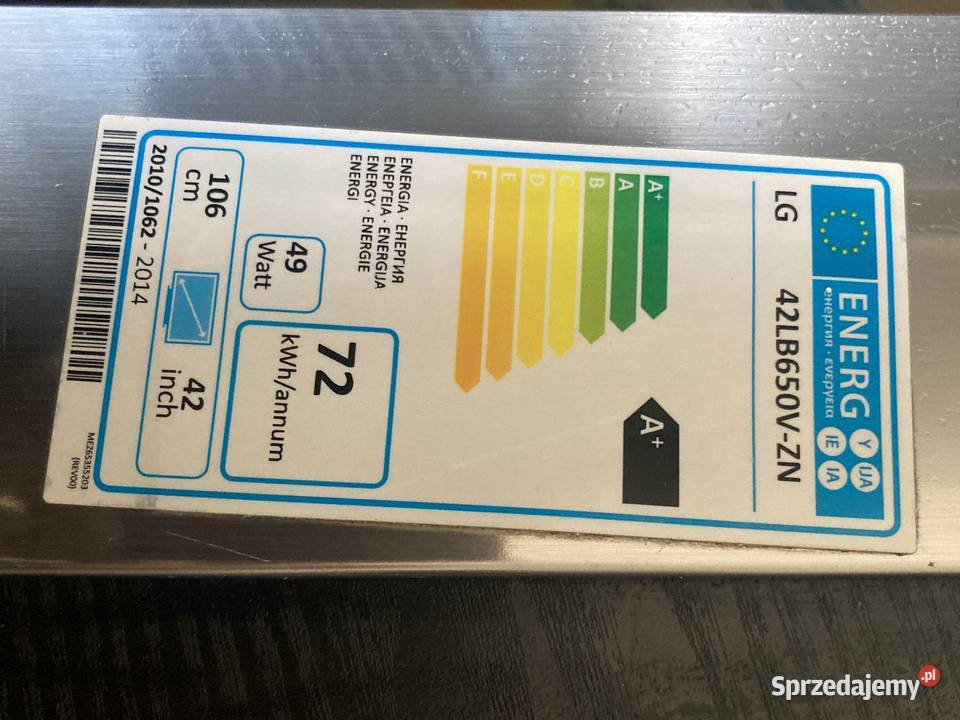 ENERG
Y IJA
IE IA
енергия · ενεργεια
LG
42LB650V-ZN
A+
A
B
C
D
E
F
A+
ENERGIA · ЕНЕРГИЯ
ΕΝΕΡΓΕΙΑ · ENERGIJA
ENERGY · ENERGIE
ENERGI
49
Watt
72
kWh/annum
106
cm
42
inch
2010/1062 - 2014
MEZ65355203
(REV00)
Sprzedajemy.pl